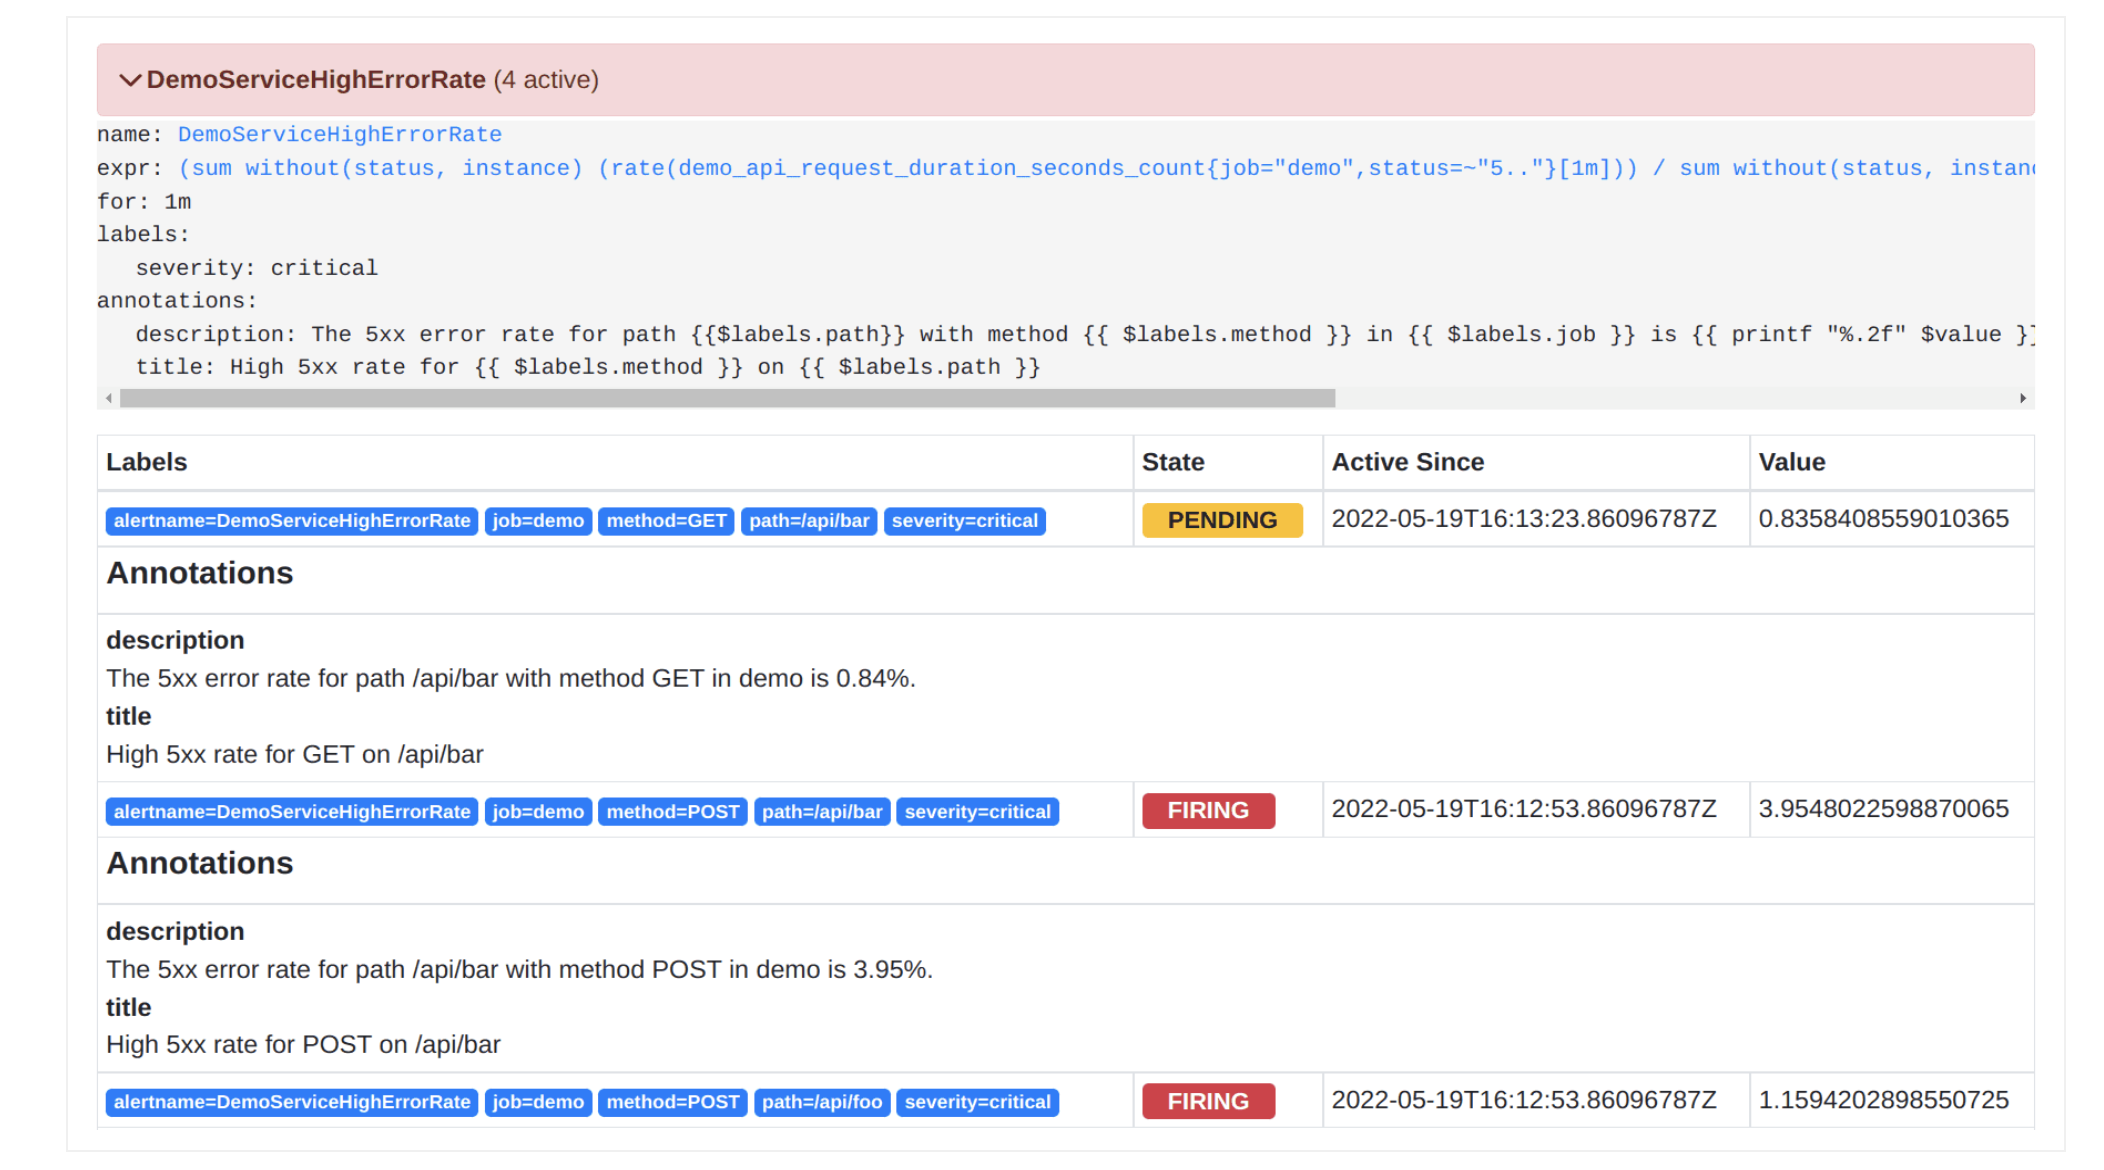 DemoServiceHighErrorRate (4 active)
name: DemoServiceHighErrorRate
expr: (sum without(status, instance) (rate(demo_api_request_duration_seconds_count{job="demo",status=~"5.."}[1m])) / sum without(status, instanc
for: 1m
labels:
severity: critical
annotations:
description: The 5xx error rate for path {{$labels.path}} with method {{ $labels.method }} in {{ $labels.job }} is {{ printf "%.2f" $value }}
title: High 5xx rate for {{ $labels.method }} on {{ $labels.path }}
Labels State Active Since Value
alertname=DemoServiceHighErrorRate job=demo method=GET path=/api/bar severity=critical PENDING 2022-05-19T16:13:23.86096787Z 0.8358408559010365
Annotations
description
The 5xx error rate for path /api/bar with method GET in demo is 0.84%.
title
High 5xx rate for GET on /api/bar
alertname=DemoServiceHighErrorRate job=demo method=POST path=/api/bar severity=critical FIRING 2022-05-19T16:12:53.86096787Z 3.9548022598870065
Annotations
description
The 5xx error rate for path /api/bar with method POST in demo is 3.95%.
title
High 5xx rate for POST on /api/bar
alertname=DemoServiceHighErrorRate job=demo method=POST path=/api/foo severity=critical FIRING 2022-05-19T16:12:53.86096787Z 1.1594202898550725